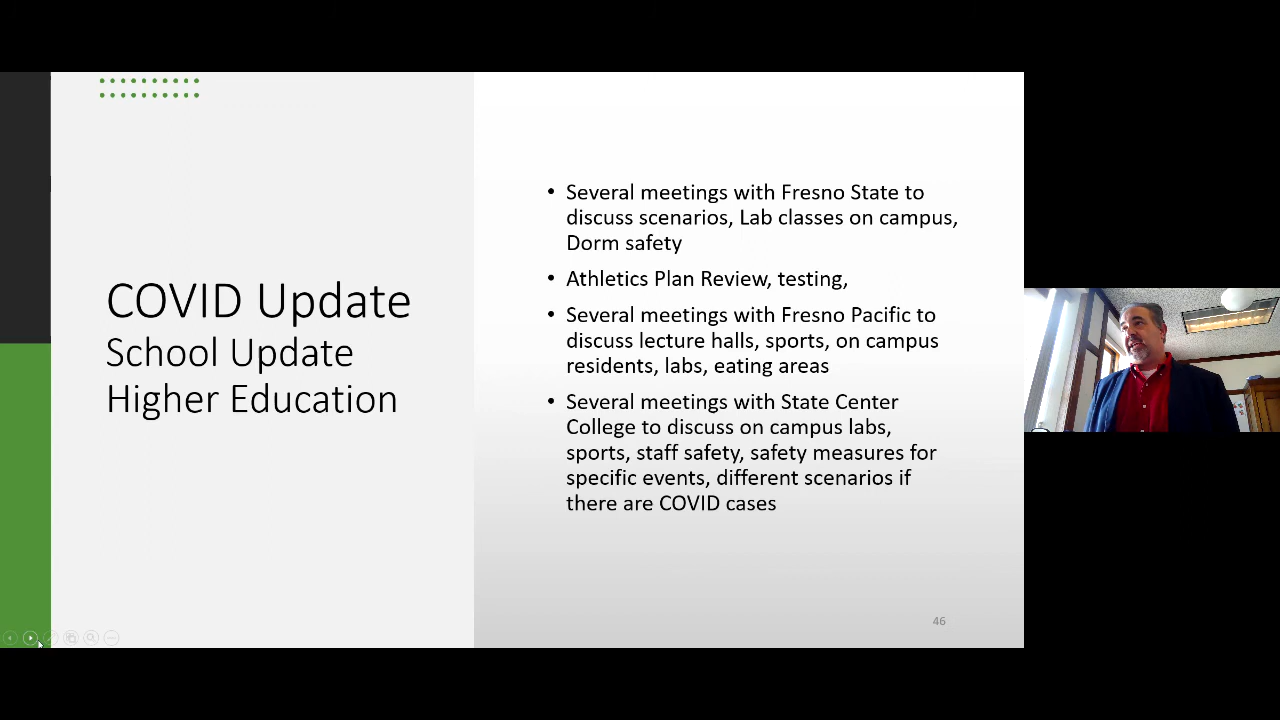 COVID Update
School Update
Higher Education
• Several meetings with Fresno State to
discuss scenarios, Lab classes on campus,
Dorm safety
• Athletics Plan Review, testing,
• Several meetings with Fresno Pacific to
discuss lecture halls, sports, on campus
residents, labs, eating areas
• Several meetings with State Center
College to discuss on campus labs,
sports, staff safety, safety measures for
specific events, different scenarios if
there are COVID cases
46